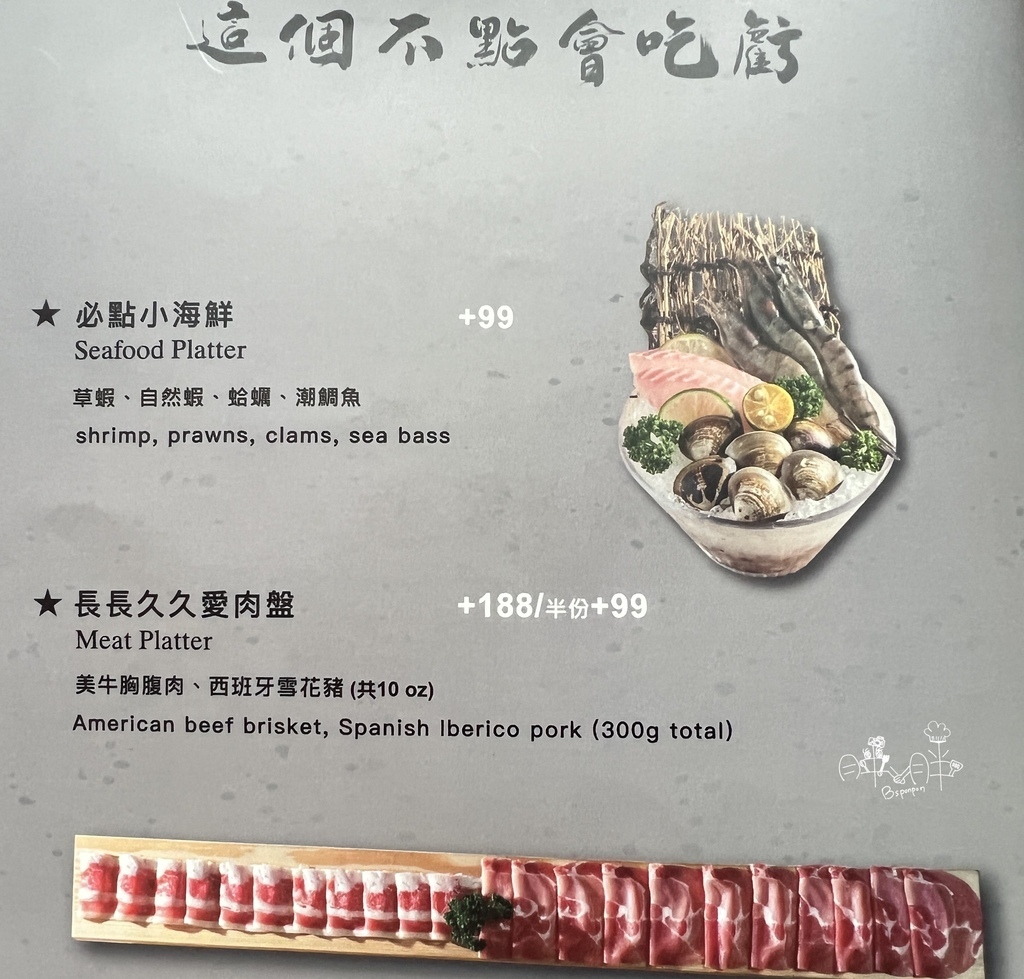 這個不點會吃虧
★ 必點小海鮮 +99
Seafood Platter
草蝦、自然蝦、蛤蠣、潮鯛魚
shrimp, prawns, clams, sea bass
★ 長長久久愛肉盤 +188/半份+99
Meat Platter
美牛胸腹肉、西班牙雪花豬 (共10 oz)
American beef brisket, Spanish Iberico pork (300g total)
Bsponpon